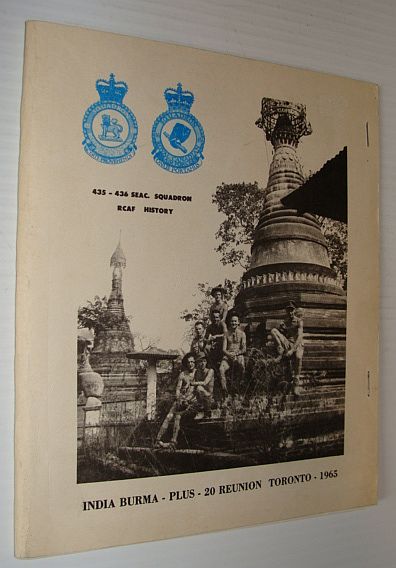 435 - 436 SEAC. SQUADRON
RCAF HISTORY
INDIA BURMA - PLUS - 20 REUNION TORONTO - 1965